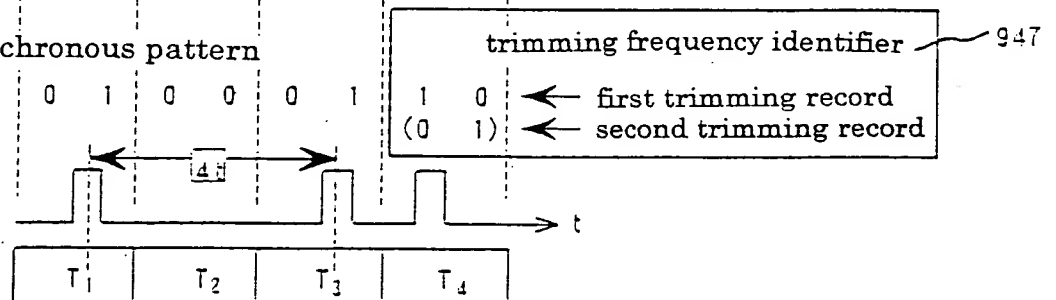 chronous pattern
trimming frequency identifier 947
0 1 0 0 0 1 1 0 first trimming record
(0 1) second trimming record
t
T1 T2 T3 T4